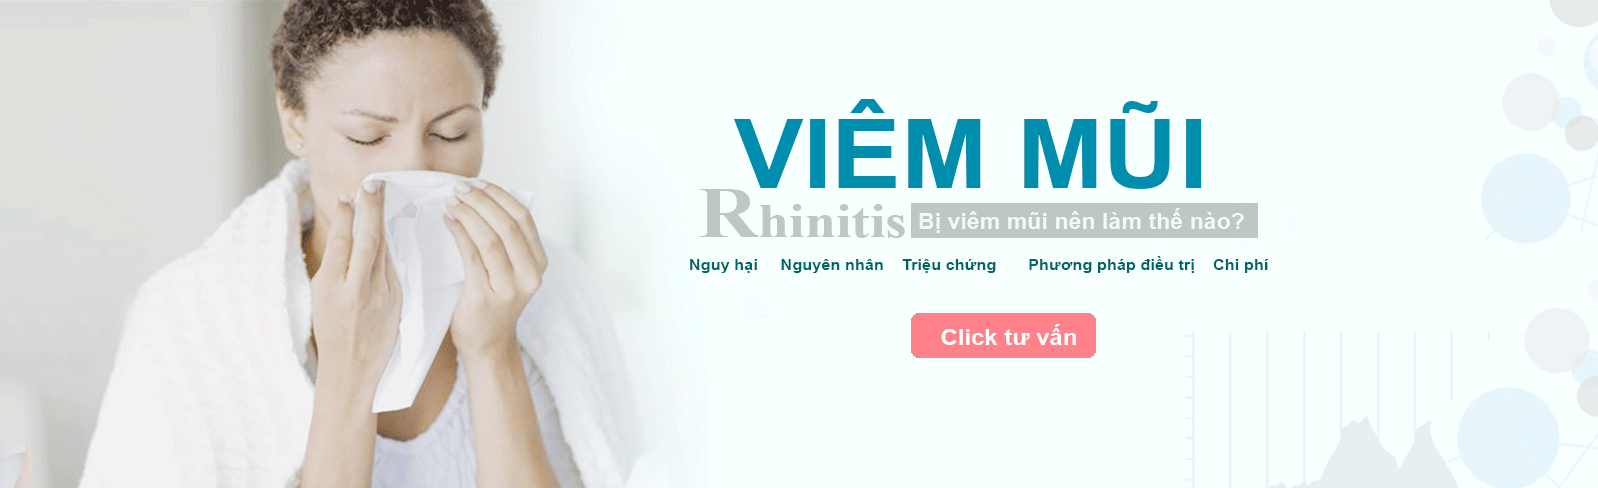 VIÊM MŨI
Rhinitis Bị viêm mũi nên làm thế nào?
Nguy hại Nguyên nhân Triệu chứng Phương pháp điều trị Chi phí
Click tư vấn